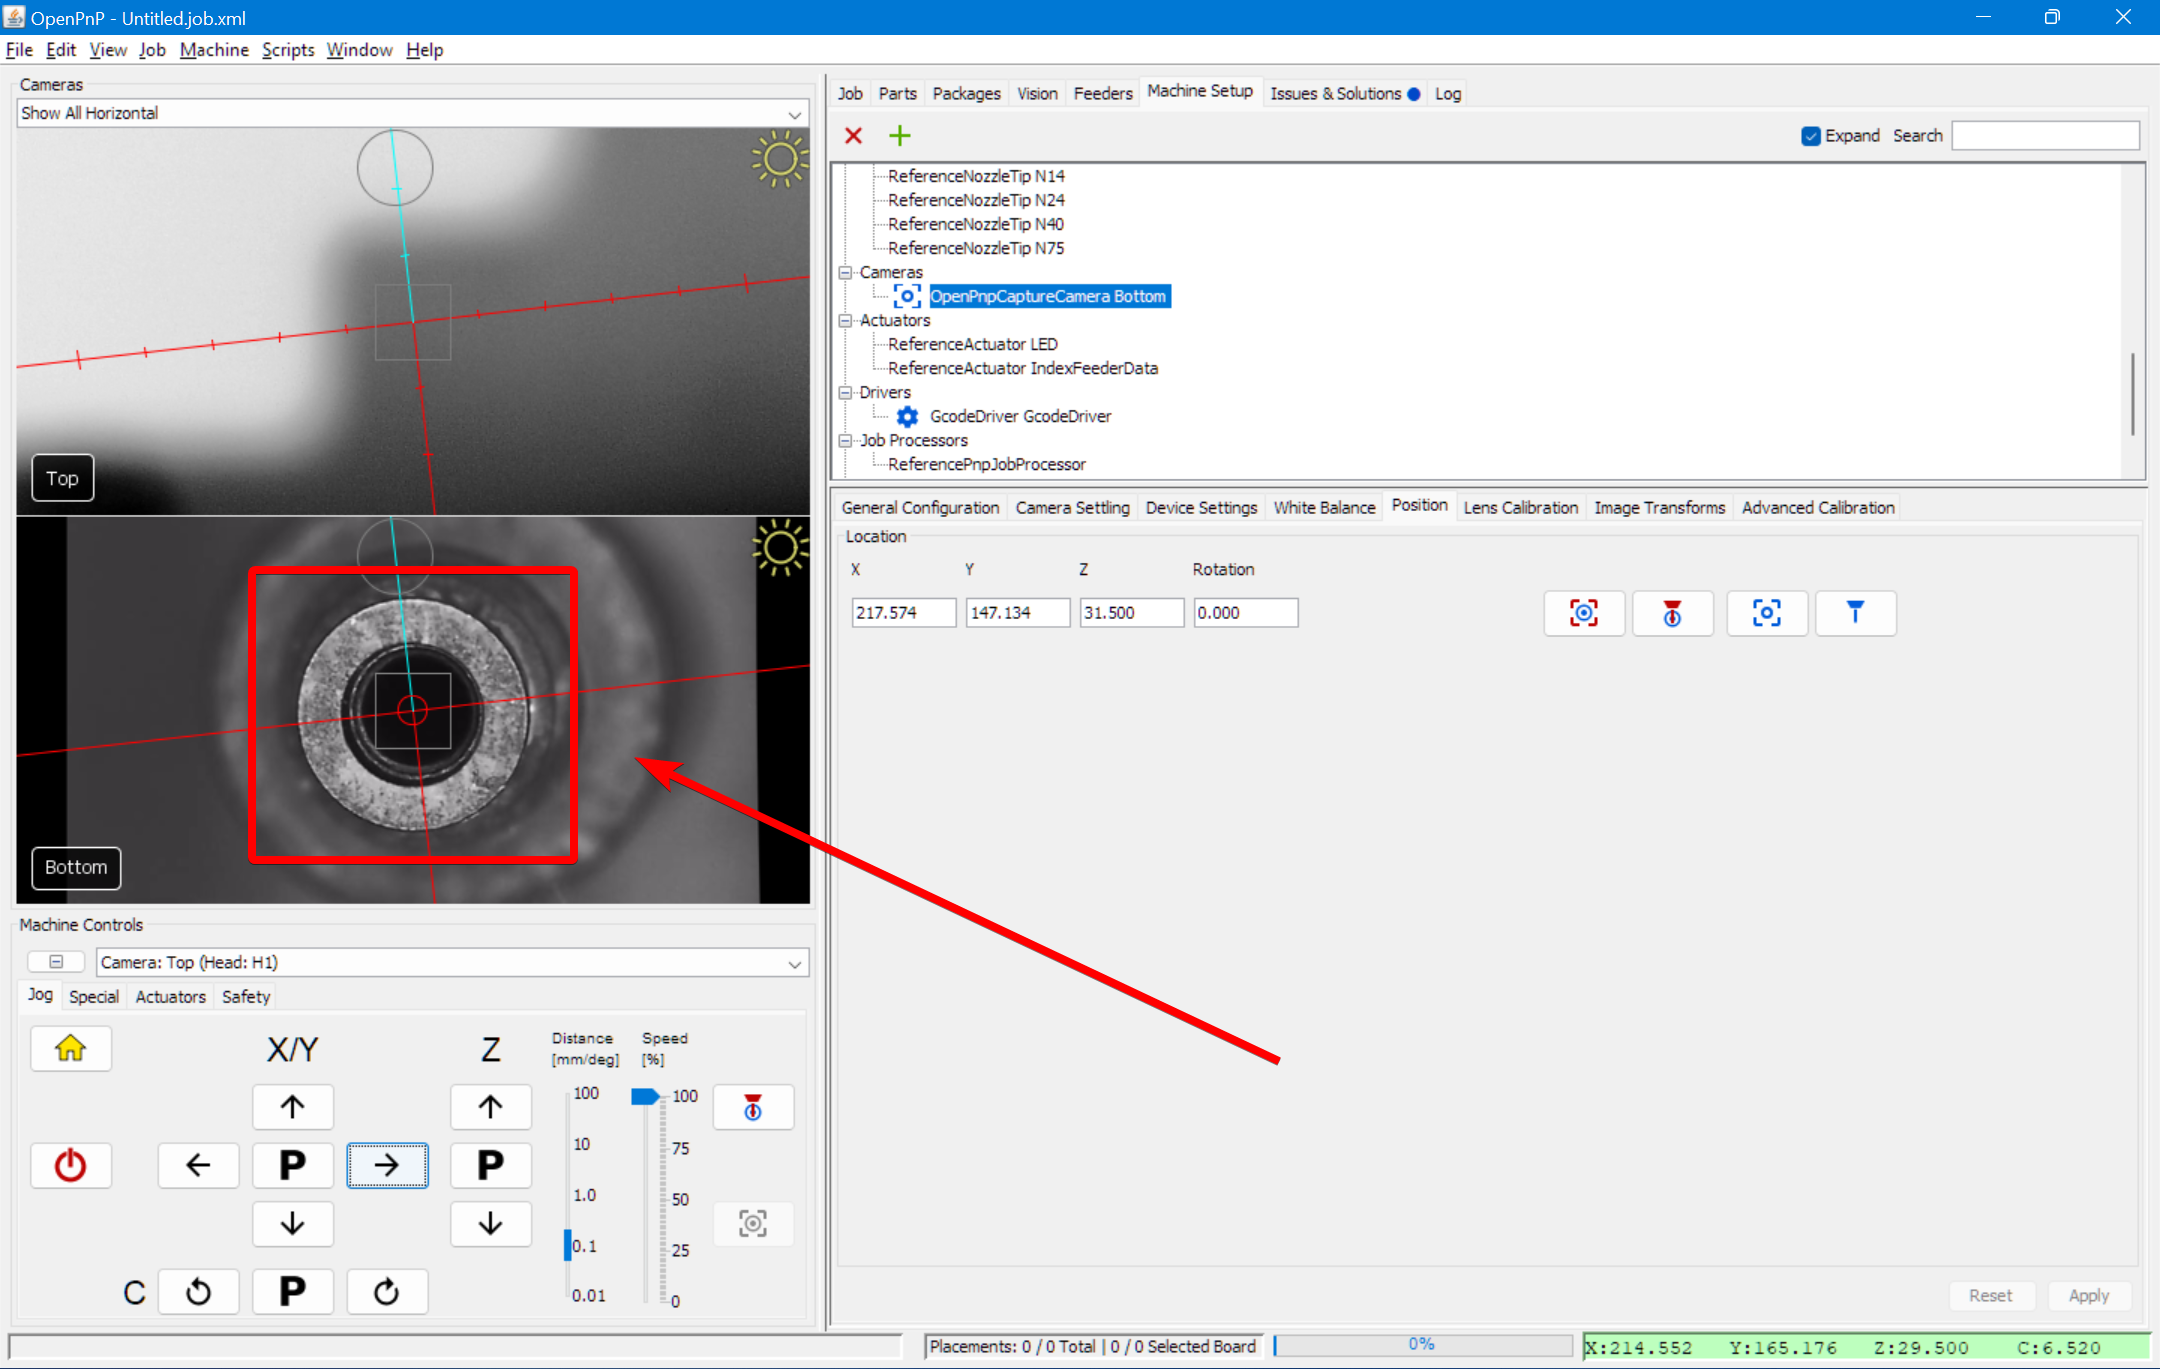 OpenPnP - Untitled.job.xml
File Edit View Job Machine Scripts Window Help
Cameras
Show All Horizontal
Top
Bottom
Machine Controls
Camera: Top (Head: H1)
Jog Special Actuators Safety
X/Y Z Distance [mm/deg] Speed [%]
100 100
10 75
P P
1.0 50
0.1 25
C P 0.01 0
Job Parts Packages Vision Feeders Machine Setup Issues & Solutions Log
Expand Search
ReferenceNozzleTip N14
ReferenceNozzleTip N24
ReferenceNozzleTip N40
ReferenceNozzleTip N75
Cameras
OpenPnpCaptureCamera Bottom
Actuators
ReferenceActuator LED
ReferenceActuator IndexFeederData
Drivers
GcodeDriver GcodeDriver
Job Processors
ReferencePnpJobProcessor
General Configuration Camera Settling Device Settings White Balance Position Lens Calibration Image Transforms Advanced Calibration
Location
X Y Z Rotation
217.574 147.134 31.500 0.000
Reset Apply
Placements: 0 / 0 Total | 0 / 0 Selected Board 0% X:214.552 Y:165.176 Z:29.500 C:6.520